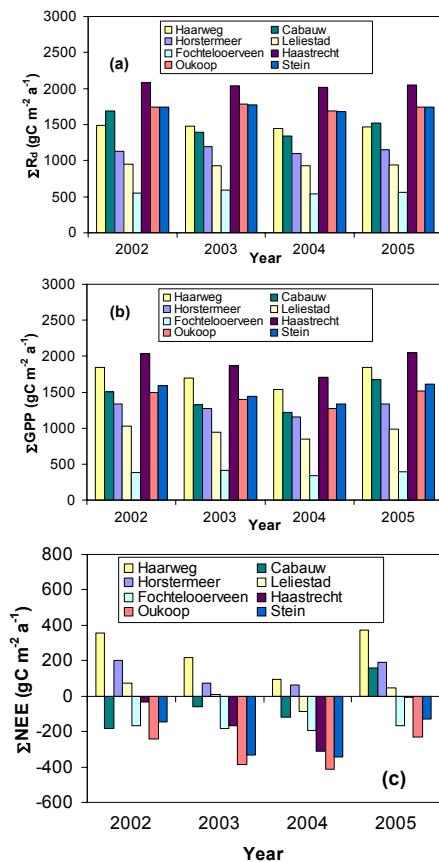 (a)
Haarweg Cabauw
Horstermeer Leliestad
Fochtelooerveen Haastrecht
Oukoop Stein
3000
2500
2000
1500
1000
500
0
ΣRd (gC m-2 a-1)
2002 2003 2004 2005
Year
(b)
Haarweg Cabauw
Horstermeer Leliestad
Fochtelooerveen Haastrecht
Oukoop Stein
3000
2500
2000
1500
1000
500
0
ΣGPP (gC m-2 a-1)
2002 2003 2004 2005
Year
Haarweg Cabauw
Horstermeer Leliestad
Fochtelooerveen Haastrecht
Oukoop Stein
800
600
400
200
0
-200
-400
-600
ΣNEE (gC m-2 a-1)
(c)
2002 2003 2004 2005
Year